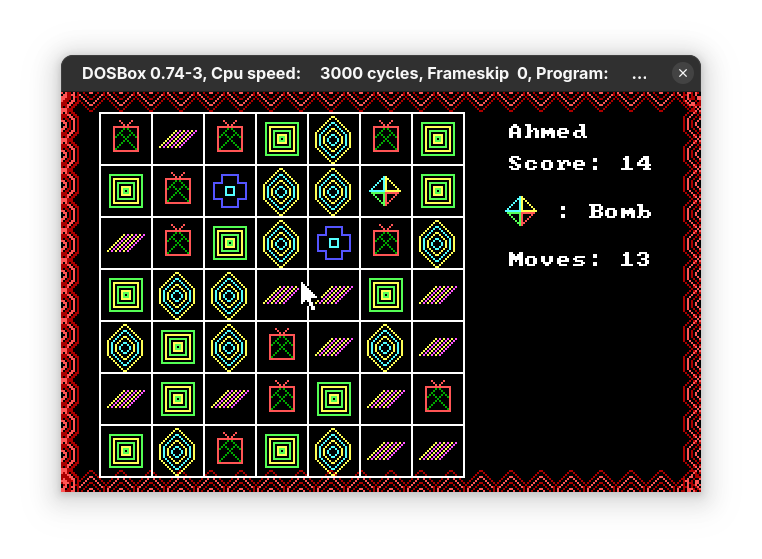 DOSBox 0.74-3, Cpu speed: 3000 cycles, Frameskip 0, Program: ...
Ahmed
Score: 14
: Bomb
Moves: 13